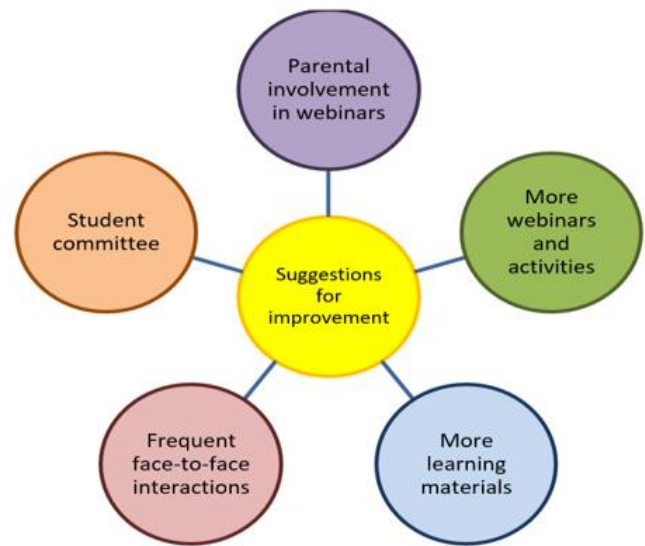 Parental
involvement
in webinars
Student
committee
More
webinars
and
activities
Suggestions
for
improvement
Frequent
face-to-face
interactions
More
learning
materials